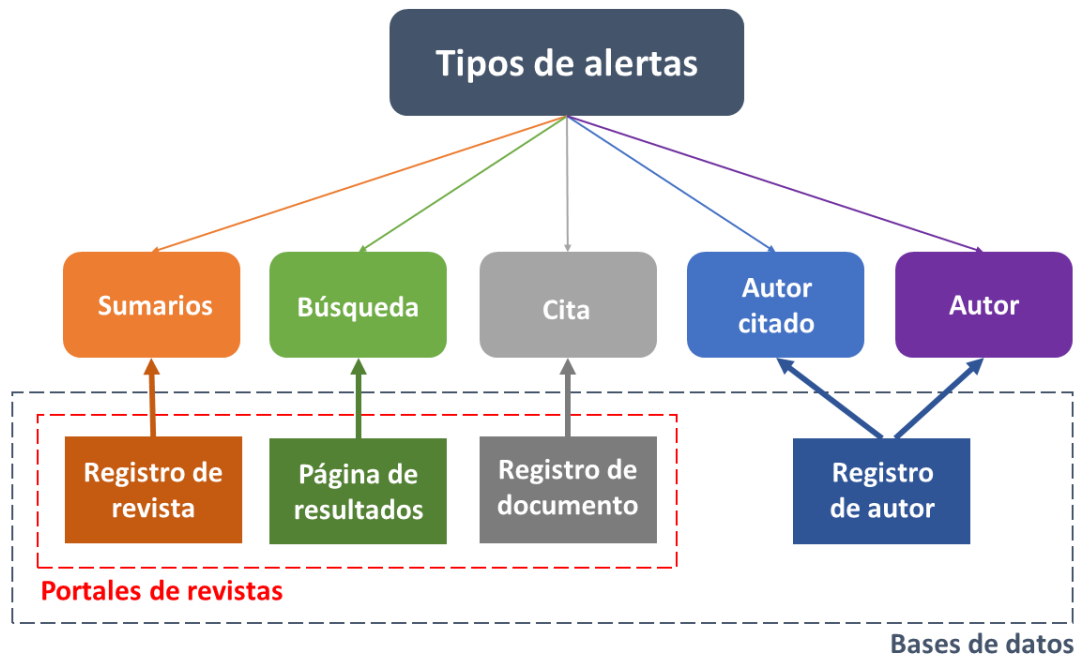 Tipos de alertas
Sumarios
Búsqueda
Cita
Autor
citado
Autor
Registro de
revista
Página de
resultados
Registro de
documento
Registro
de autor
Portales de revistas
Bases de datos